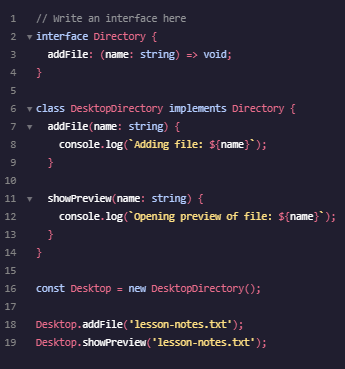 1 // Write an interface here
2 interface Directory {
3 addFile: (name: string) => void;
4 }
5
6 class DesktopDirectory implements Directory {
7 addFile(name: string) {
8 console.log(`Adding file: ${name}`);
9 }
10
11 showPreview(name: string) {
12 console.log(`Opening preview of file: ${name}`);
13 }
14 }
15
16 const Desktop = new DesktopDirectory();
17
18 Desktop.addFile('lesson-notes.txt');
19 Desktop.showPreview('lesson-notes.txt');